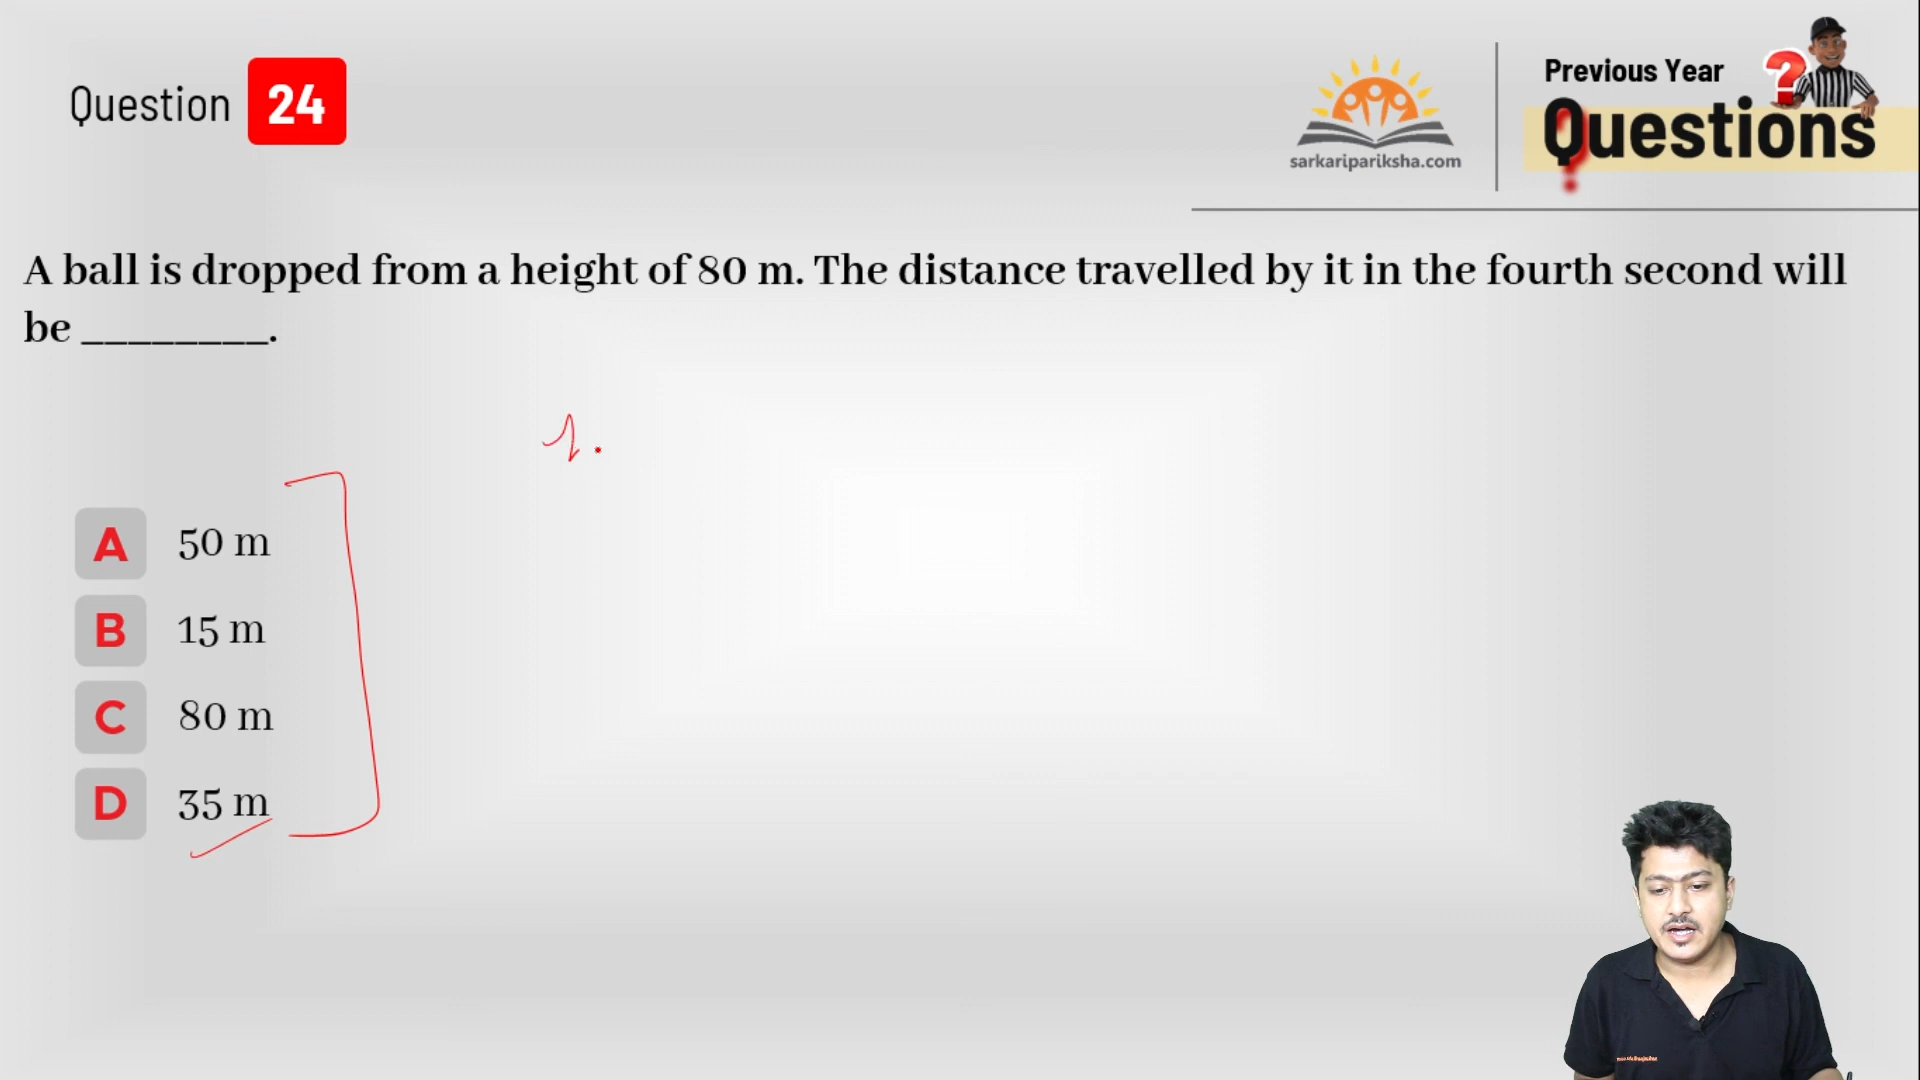 Question 24
sarkaripariksha.com
Previous Year
Questions
A ball is dropped from a height of 80 m. The distance travelled by it in the fourth second will
be ________.
1.
A 50 m
B 15 m
C 80 m
D 35 m